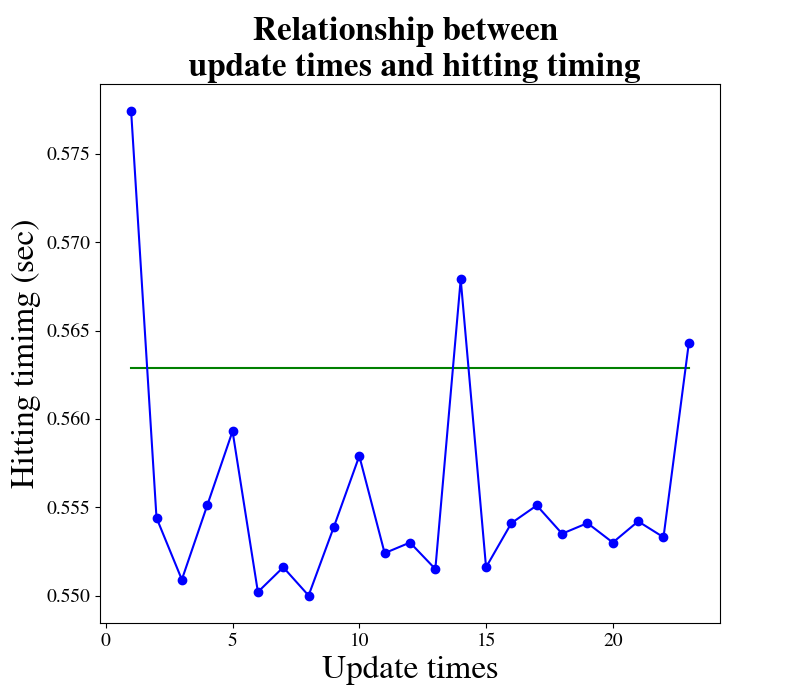 Relationship between
update times and hitting timing
Hitting timimg (sec)
0.575
0.570
0.565
0.560
0.555
0.550
0
5
10
15
20
Update times